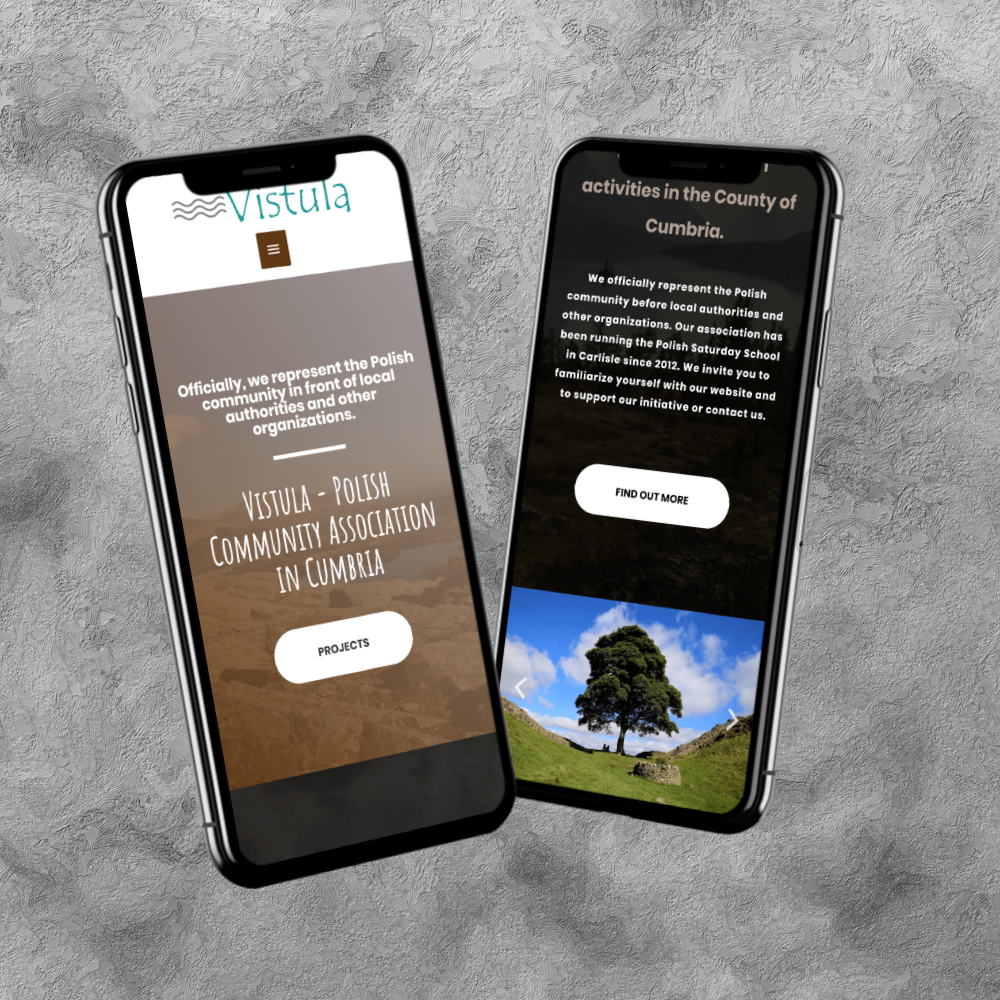 Vistula
Officially, we represent the Polish
community in front of local
authorities and other
organizations.
Vistula - Polish
Community Association
in Cumbria
PROJECTS
activities in the County of
Cumbria.
We officially represent the Polish
community before local authorities and
other organizations. Our association has
been running the Polish Saturday School
in Carlisle since 2012. We invite you to
familiarize yourself with our website and
to support our initiative or contact us.
FIND OUT MORE